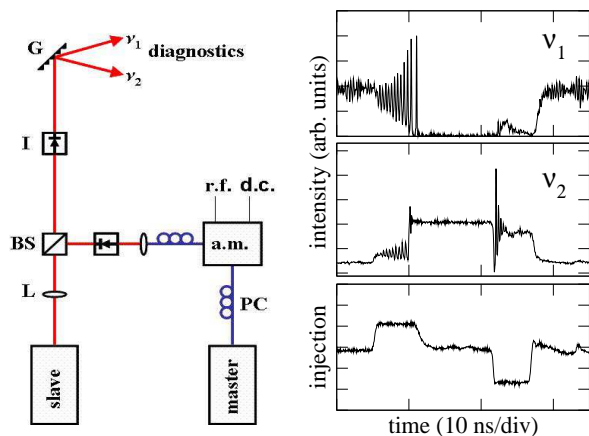 G
ν1
diagnostics
ν2
I
r.f. d.c.
BS
a.m.
L
PC
slave
master
ν1
ν2
intensity (arb. units)
injection
time (10 ns/div)